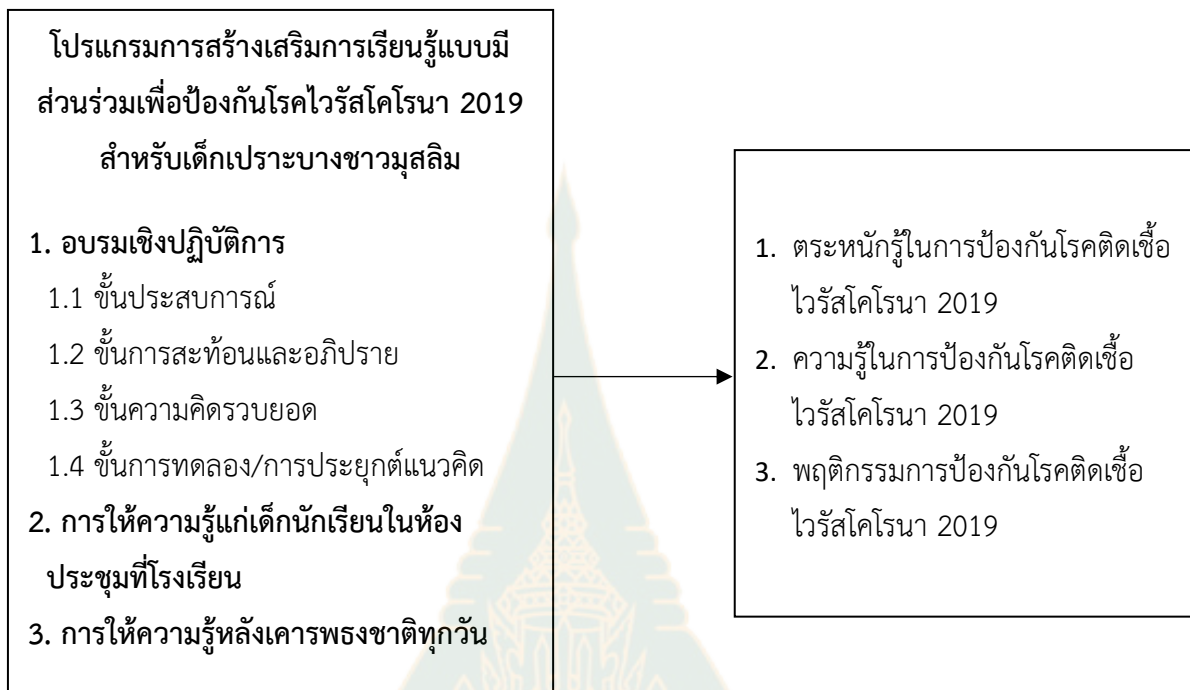 โปรแกรมการสร้างเสริมการเรียนรู้แบบมี
ส่วนร่วมเพื่อป้องกันโรคไวรัสโคโรนา 2019
สำหรับเด็กเปราะบางชาวมุสลิม
1. อบรมเชิงปฏิบัติการ
1.1 ขั้นประสบการณ์
1.2 ขั้นการสะท้อนและอภิปราย
1.3 ขั้นความคิดรวบยอด
1.4 ขั้นการทดลอง/การประยุกต์แนวคิด
2. การให้ความรู้แก่เด็กนักเรียนในห้อง
ประชุมที่โรงเรียน
3. การให้ความรู้หลังเคารพธงชาติทุกวัน
1. ตระหนักรู้ในการป้องกันโรคติดเชื้อ
ไวรัสโคโรนา 2019
2. ความรู้ในการป้องกันโรคติดเชื้อ
ไวรัสโคโรนา 2019
3. พฤติกรรมการป้องกันโรคติดเชื้อ
ไวรัสโคโรนา 2019